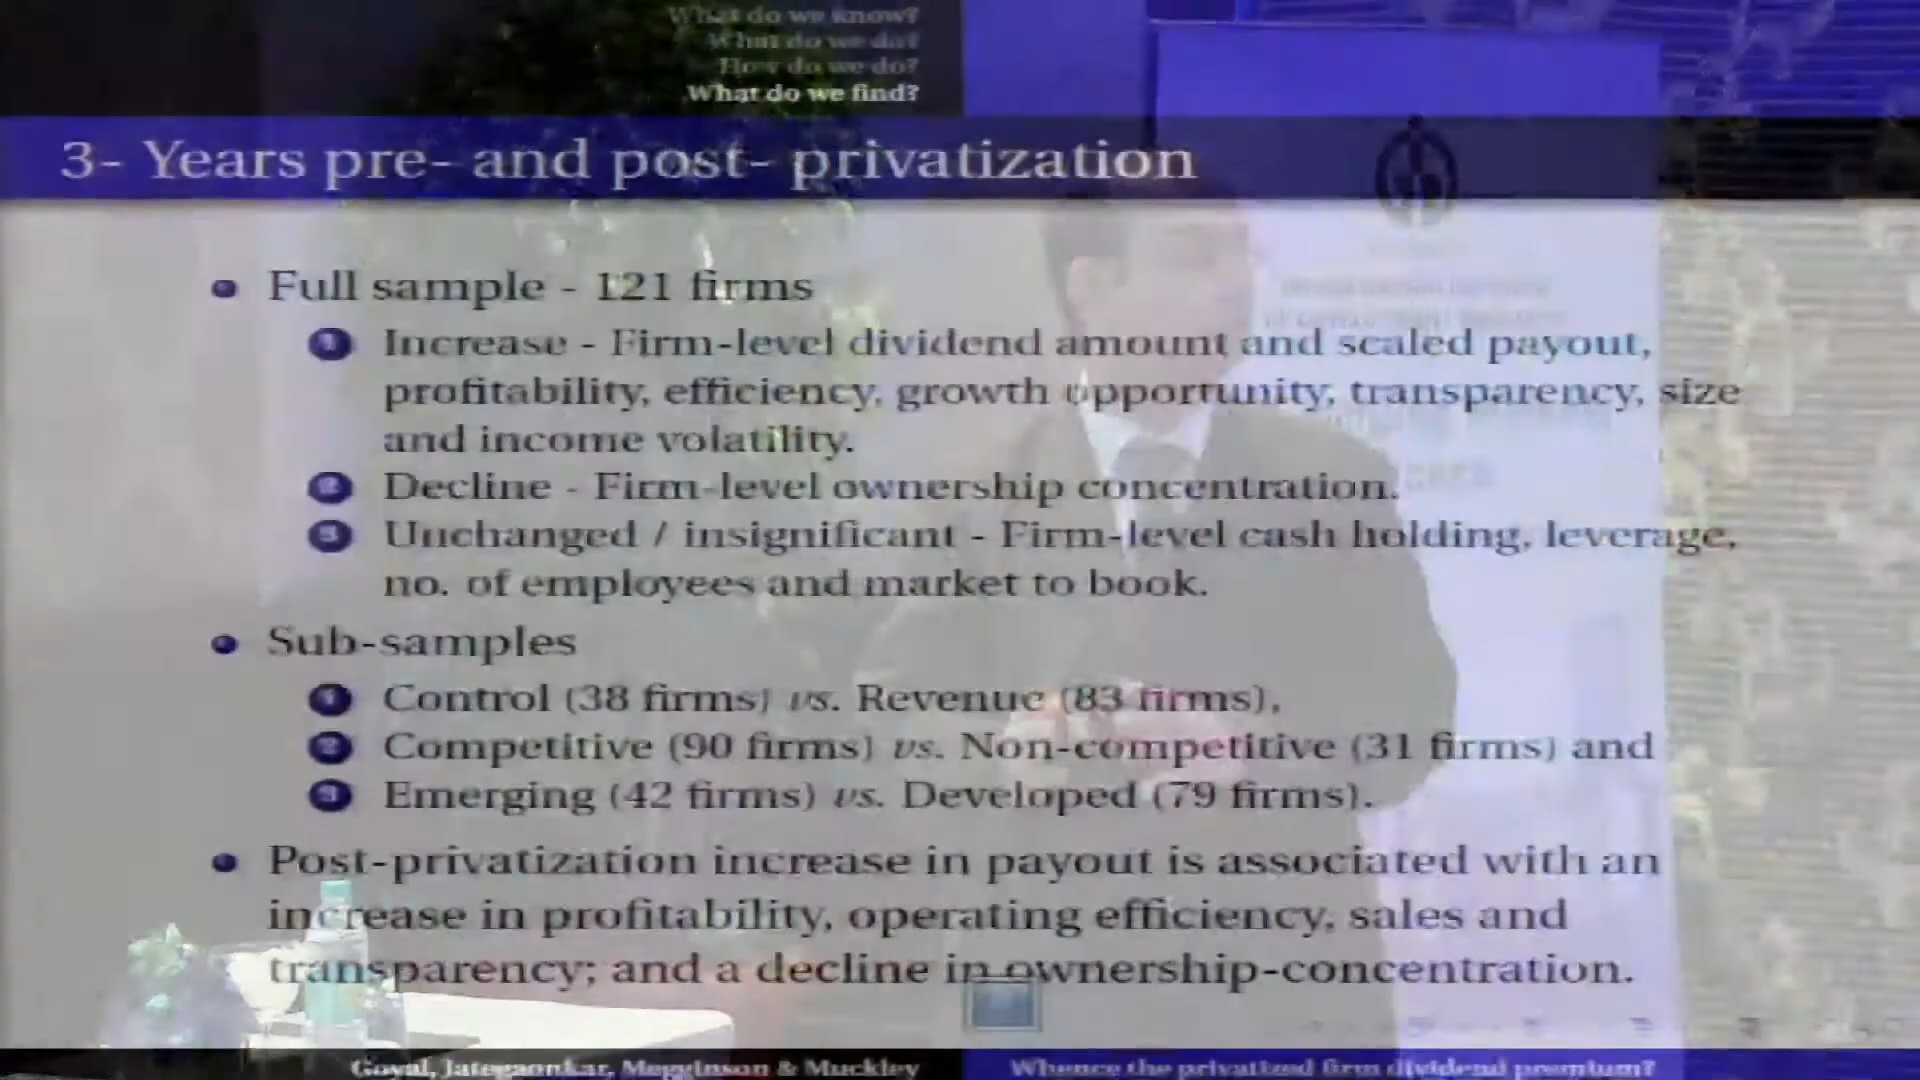 What do we know?
What do we do?
How do we do?
What do we find?
3- Years pre- and post- privatization
Full sample - 121 firms
1 Increase - Firm-level dividend amount and scaled payout,
profitability, efficiency, growth opportunity, transparency, size
and income volatility.
2 Decline - Firm-level ownership concentration.
3 Unchanged / insignificant - Firm-level cash holding, leverage,
no. of employees and market to book.
Sub-samples
1 Control (38 firms) vs. Revenue (83 firms),
2 Competitive (90 firms) vs. Non-competitive (31 firms) and
3 Emerging (42 firms) vs. Developed (79 firms).
Post-privatization increase in payout is associated with an
increase in profitability, operating efficiency, sales and
transparency; and a decline in ownership-concentration.
Goyal, Jategaonkar, Megginson & Muckley
Whence the privatized firm dividend premium?